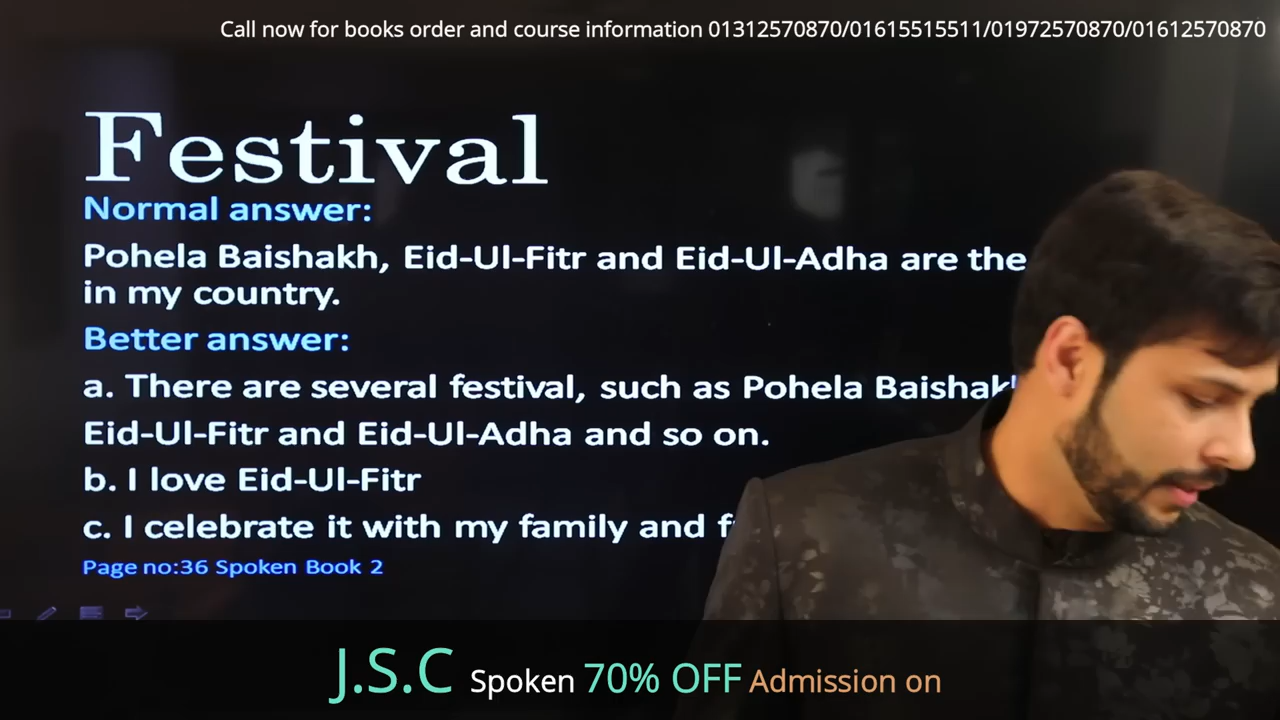 Call now for books order and course information 01312570870/01615515511/01972570870/01612570870
Festival
Normal answer:
Pohela Baishakh, Eid-Ul-Fitr and Eid-Ul-Adha are the
in my country.
Better answer:
a. There are several festival, such as Pohela
Eid-Ul-Fitr and Eid-Ul-Adha and so on.
b. I love Eid-Ul-Fitr
c. I celebrate it with my family and
Page no:36 Spoken Book 2
J.S.C Spoken 70% OFF Admission on